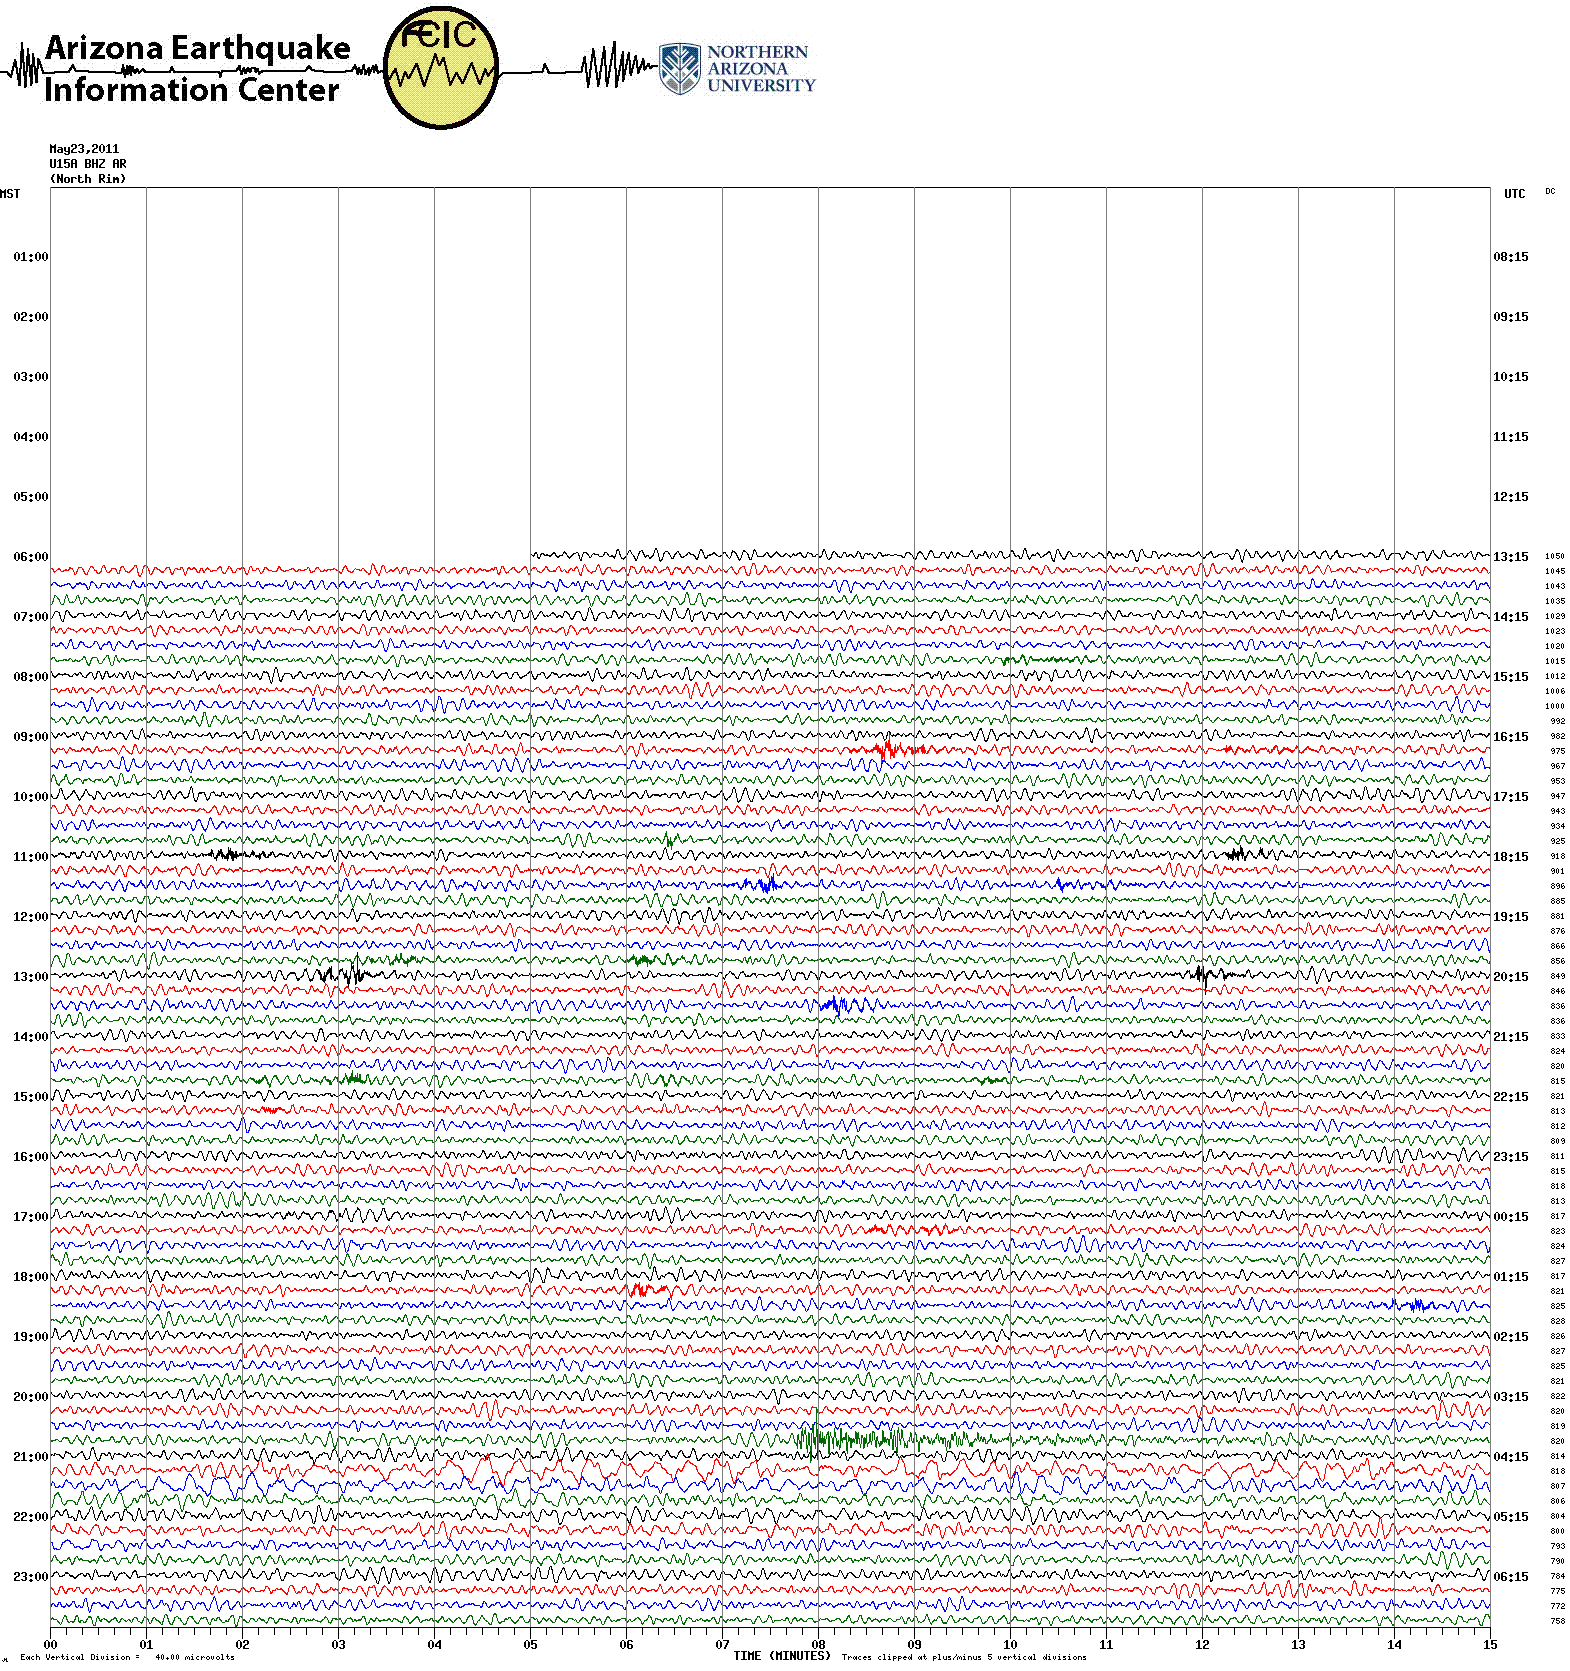 Arizona Earthquake
Information Center
ÆEIC
NORTHERN
ARIZONA
UNIVERSITY
May23,2011
U15A BHZ AR
(North Rim)
MST UTC DC
01:00 08:15
02:00 09:15
03:00 10:15
04:00 11:15
05:00 12:15
06:00 13:15 1050
1045
1043
1035
07:00 14:15 1029
1023
1020
1015
08:00 15:15 1012
1006
1000
992
09:00 16:15 982
975
967
953
10:00 17:15 947
943
934
925
11:00 18:15 918
901
896
885
12:00 19:15 881
876
866
856
13:00 20:15 849
846
836
836
14:00 21:15 833
824
820
815
15:00 22:15 821
813
812
809
16:00 23:15 811
815
818
813
17:00 00:15 817
823
824
827
18:00 01:15 817
821
825
828
19:00 02:15 826
827
825
821
20:00 03:15 822
820
819
820
21:00 04:15 814
818
807
806
22:00 05:15 804
800
793
790
23:00 06:15 784
775
772
758
00 01 02 03 04 05 06 07 08 09 10 11 12 13 14 15
TIME (MINUTES) Traces clipped at plus/minus 5 vertical divisions
Each Vertical Division = 40.00 microvolts